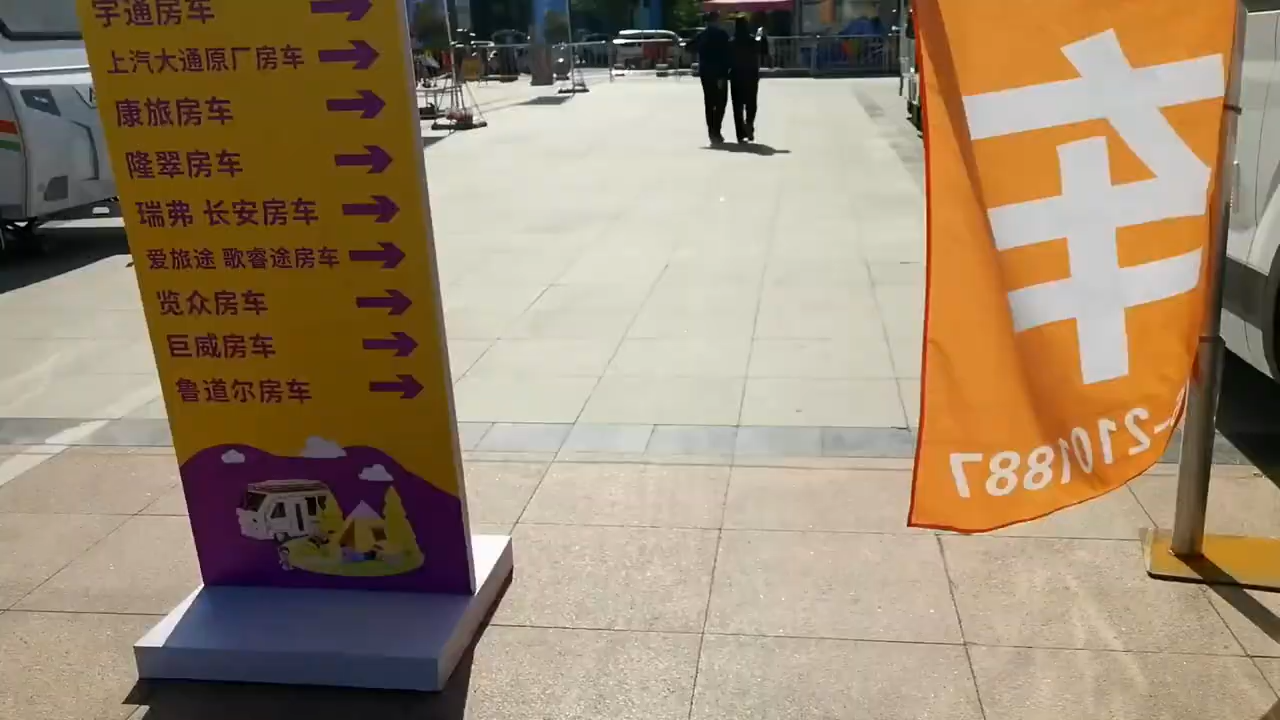 宇通房车
上汽大通原厂房车
康旅房车
隆翠房车
瑞弗 长安房车
爱旅途 歌睿途房车
览众房车
巨威房车
鲁道尔房车
车
-2101887